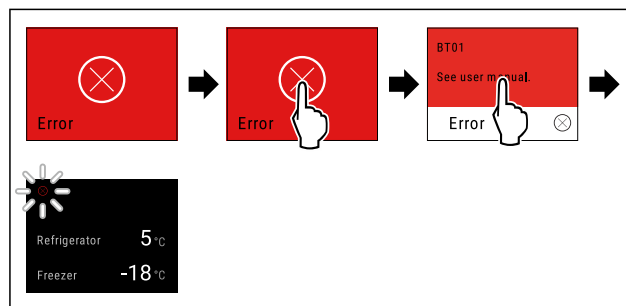 Error
Error
BT01
See user manual.
Error
Refrigerator 5 °C
Freezer -18 °C